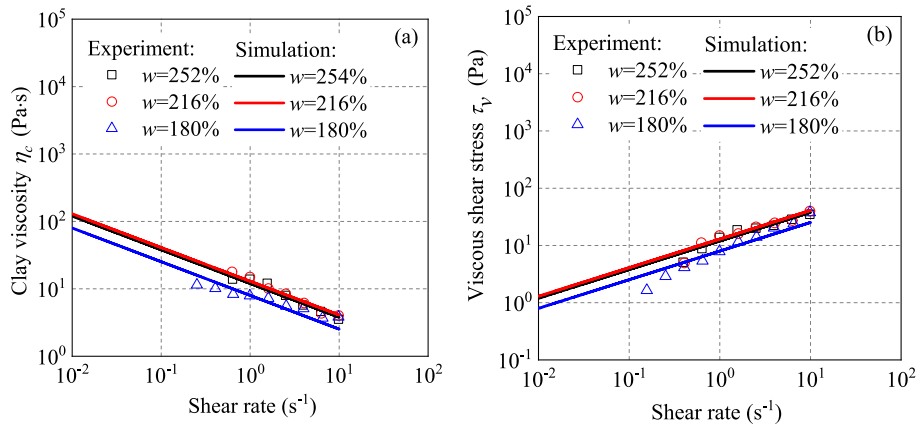 (a)
Experiment: Simulation:
w=252% w=254%
w=216% w=216%
w=180% w=180%
Clay viscosity η_c (Pa·s)
10^5
10^4
10^3
10^2
10^1
10^0
10^-2 10^-1 10^0 10^1 10^2
Shear rate (s^-1)
(b)
Experiment: Simulation:
w=252% w=252%
w=216% w=216%
w=180% w=180%
Viscous shear stress τ_v (Pa)
10^5
10^4
10^3
10^2
10^1
10^0
10^-1
10^-2 10^-1 10^0 10^1 10^2
Shear rate (s^-1)